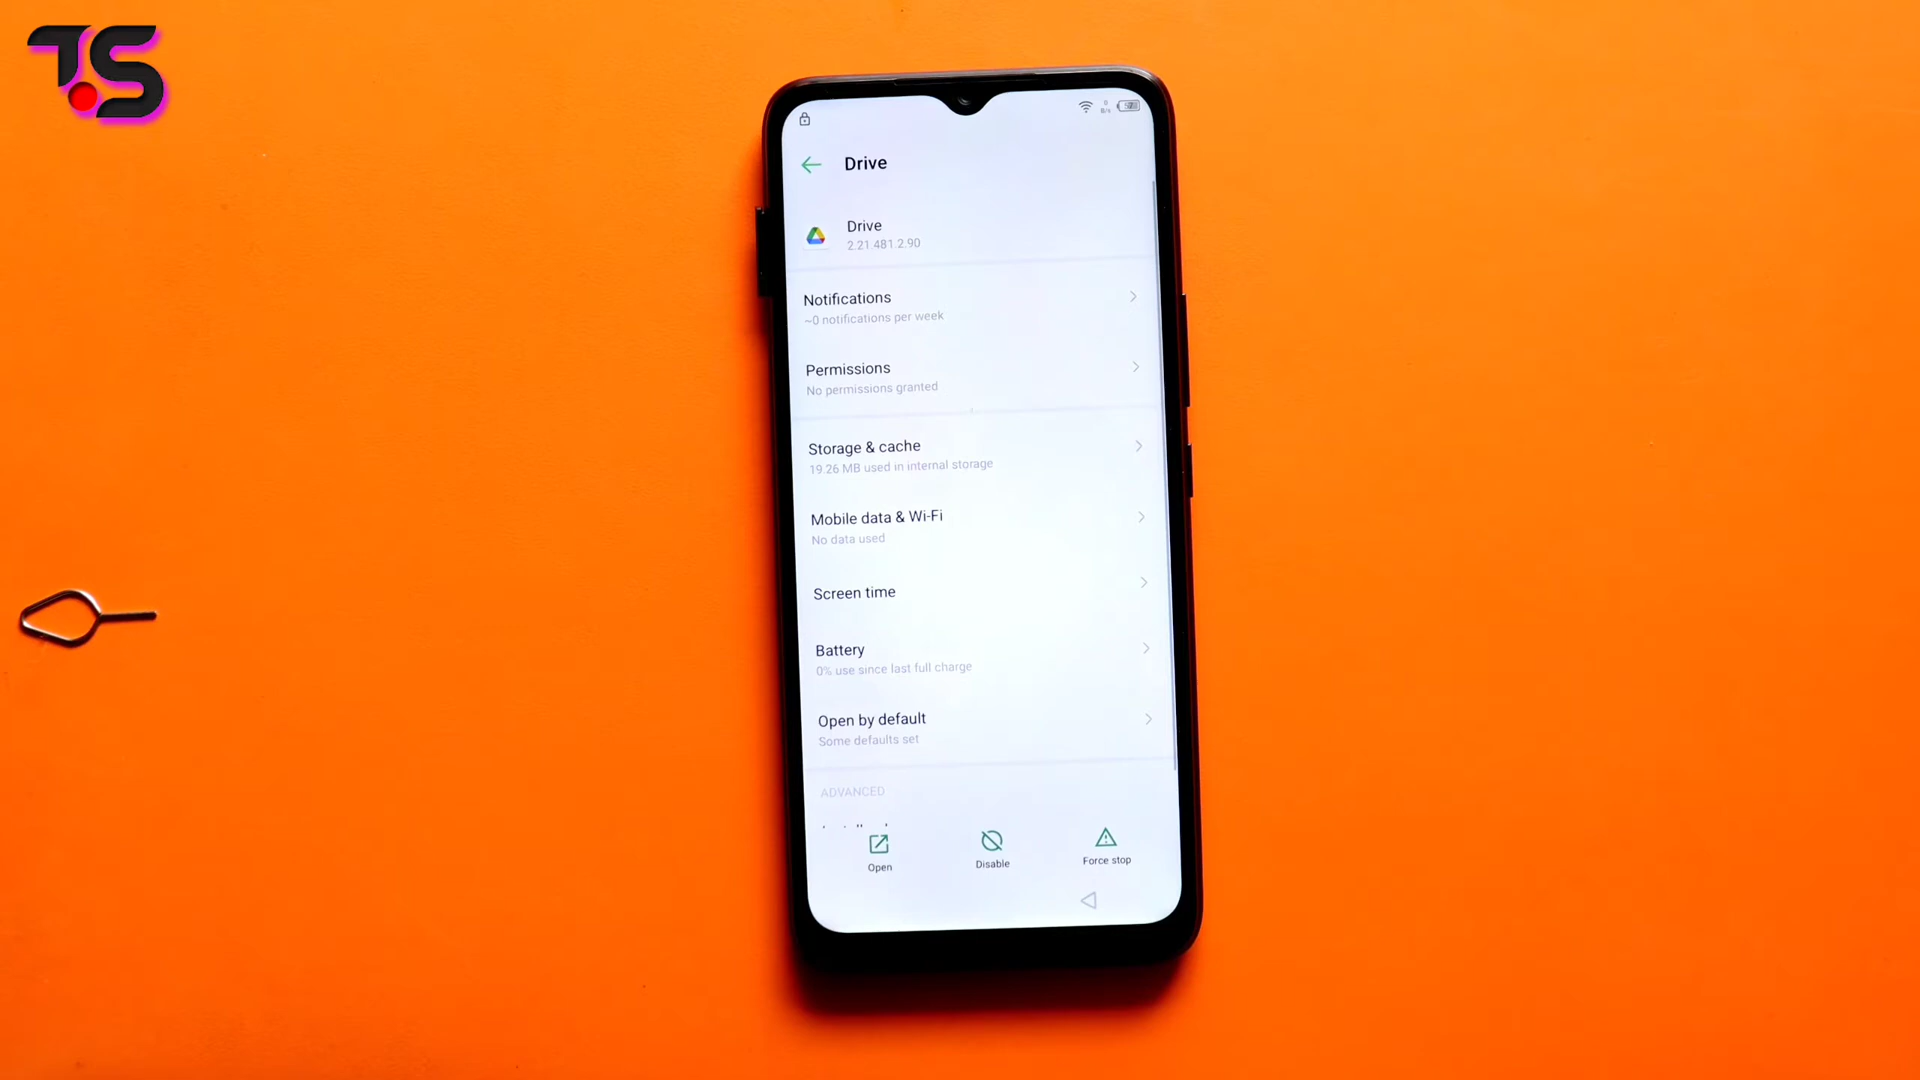 TS
Drive
Drive
2.21.481.2.90
Notifications
~0 notifications per week
Permissions
No permissions granted
Storage & cache
19.26 MB used in internal storage
Mobile data & Wi-Fi
No data used
Screen time
Battery
0% use since last full charge
Open by default
Some defaults set
ADVANCED
Open
Disable
Force stop